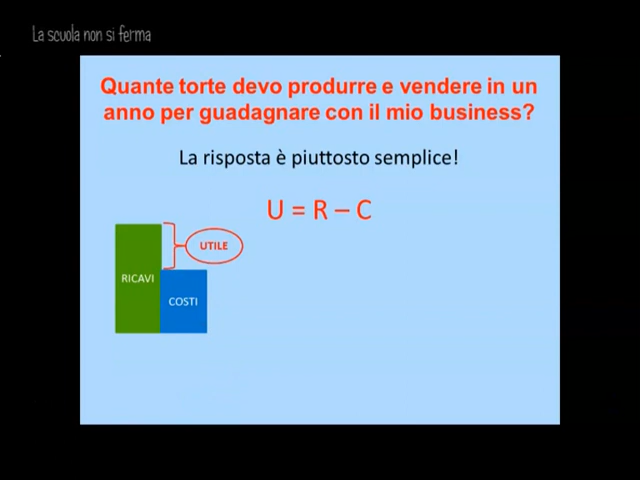 La scuola non si ferma
Quante torte devo produrre e vendere in un
anno per guadagnare con il mio business?
La risposta è piuttosto semplice!
U = R – C
UTILE
RICAVI
COSTI